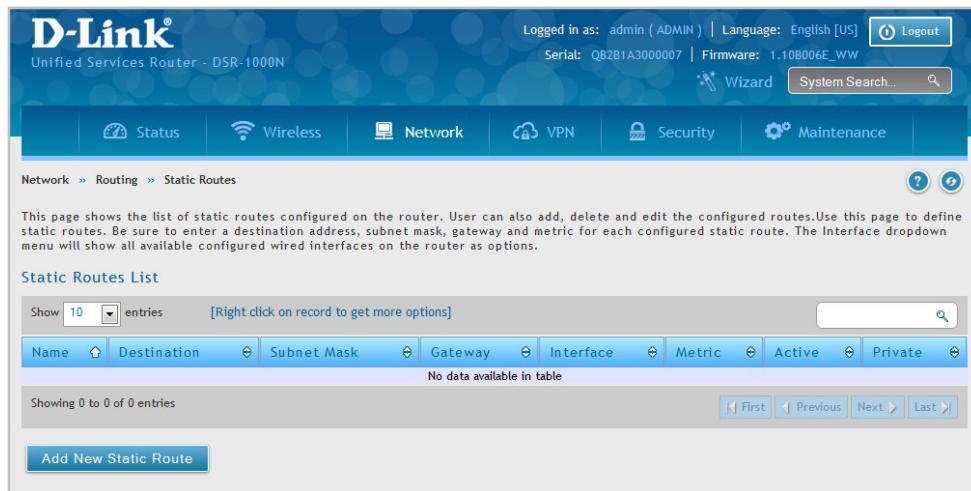 D-Link®
Unified Services Router - DSR-1000N
Logged in as: admin ( ADMIN ) | Language: English [US]
Logout
Serial: QB2B1A3000007 | Firmware: 1.10B006E_WW
Wizard
System Search...
Status
Wireless
Network
VPN
Security
Maintenance
Network » Routing » Static Routes
This page shows the list of static routes configured on the router. User can also add, delete and edit the configured routes.Use this page to define
static routes. Be sure to enter a destination address, subnet mask, gateway and metric for each configured static route. The Interface dropdown
menu will show all available configured wired interfaces on the router as options.
Static Routes List
Show 10 entries [Right click on record to get more options]
Name Destination Subnet Mask Gateway Interface Metric Active Private
No data available in table
Showing 0 to 0 of 0 entries
First Previous Next Last
Add New Static Route